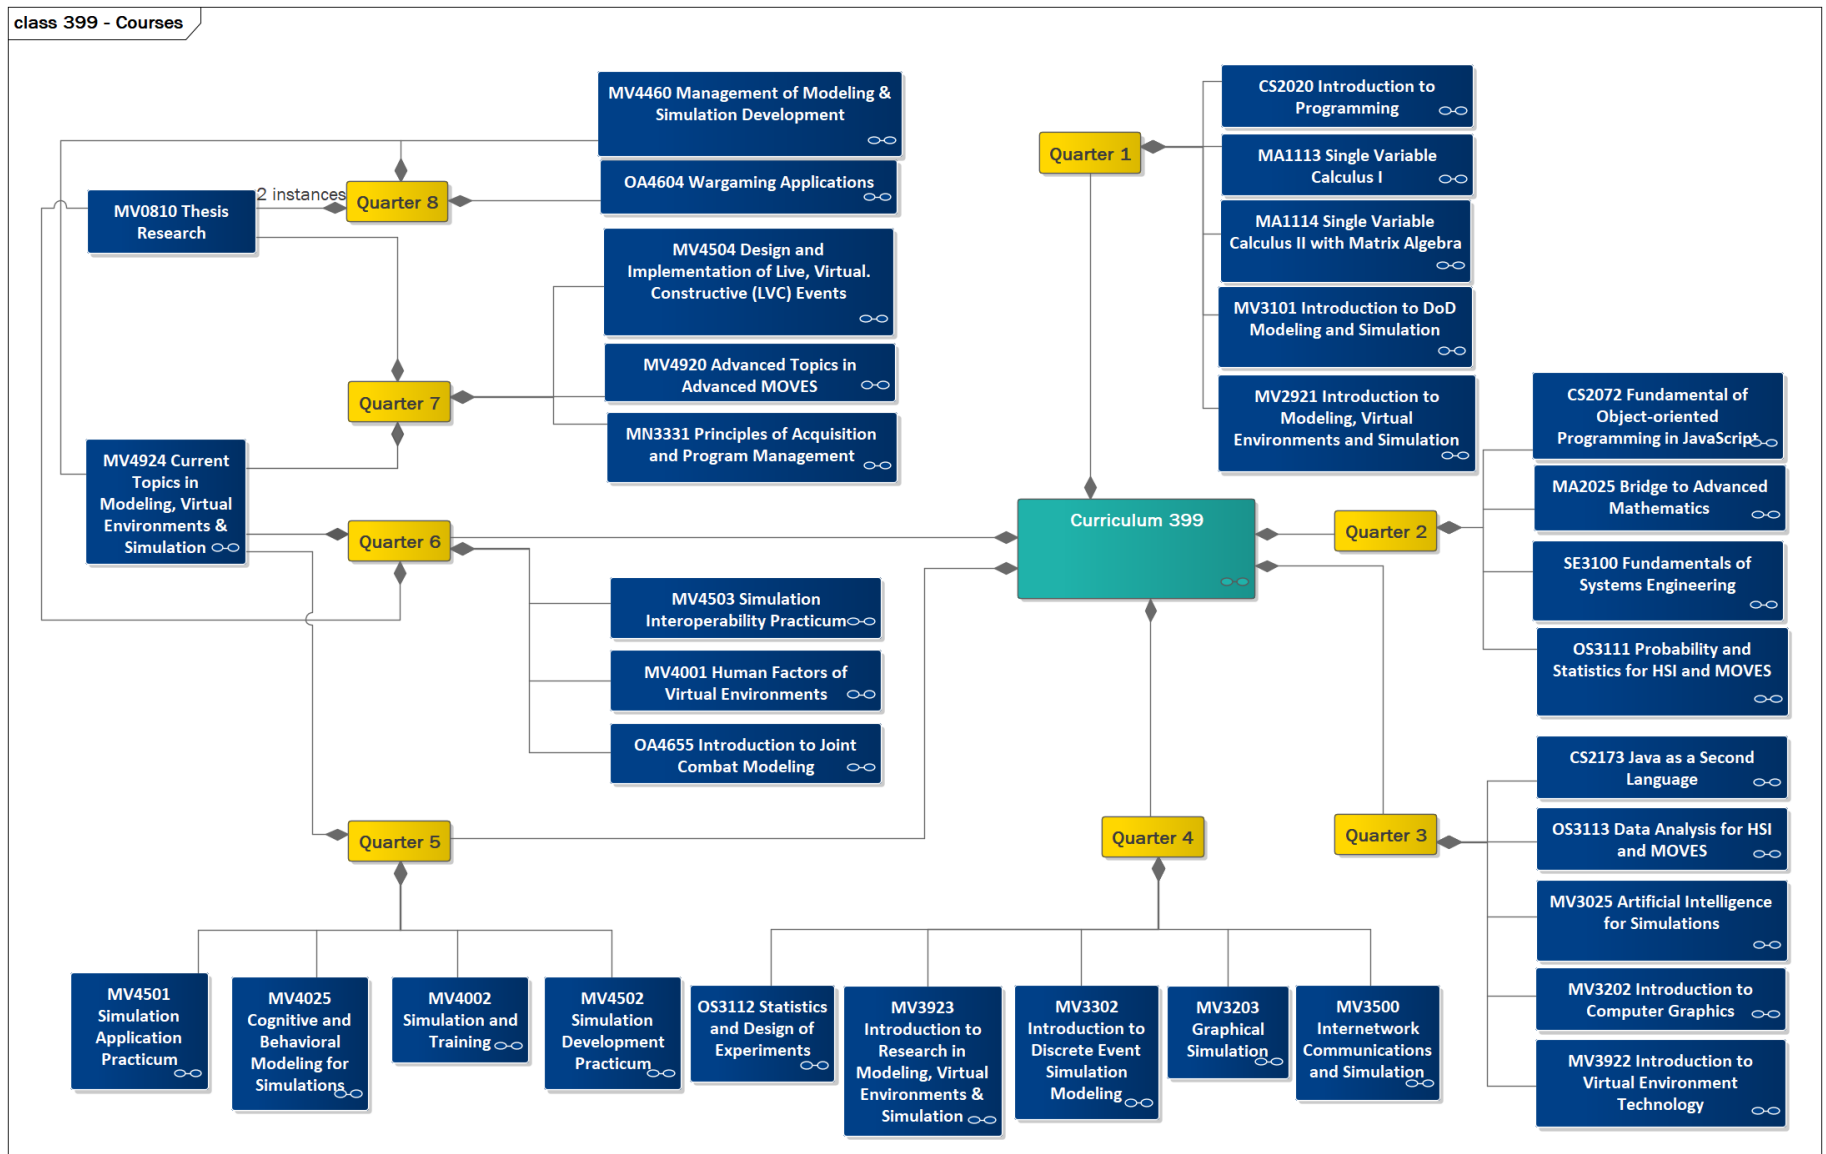 class 399 - Courses
MV4460 Management of Modeling &
Simulation Development
OA4604 Wargaming Applications
2 instances
Quarter 8
MV0810 Thesis
Research
MV4504 Design and
Implementation of Live, Virtual.
Constructive (LVC) Events
MV4920 Advanced Topics in
Advanced MOVES
Quarter 7
MN3331 Principles of Acquisition
and Program Management
MV4924 Current
Topics in
Modeling, Virtual
Environments &
Simulation
Quarter 6
MV4503 Simulation
Interoperability Practicum
MV4001 Human Factors of
Virtual Environments
OA4655 Introduction to Joint
Combat Modeling
Quarter 5
MV4501
Simulation
Application
Practicum
MV4025
Cognitive and
Behavioral
Modeling for
Simulations
MV4002
Simulation and
Training
MV4502
Simulation
Development
Practicum
Quarter 1
CS2020 Introduction to
Programming
MA1113 Single Variable
Calculus I
MA1114 Single Variable
Calculus II with Matrix Algebra
MV3101 Introduction to DoD
Modeling and Simulation
MV2921 Introduction to
Modeling, Virtual
Environments and Simulation
Curriculum 399
Quarter 2
CS2072 Fundamental of
Object-oriented
Programming in JavaScript
MA2025 Bridge to Advanced
Mathematics
SE3100 Fundamentals of
Systems Engineering
OS3111 Probability and
Statistics for HSI and MOVES
Quarter 3
CS2173 Java as a Second
Language
OS3113 Data Analysis for HSI
and MOVES
MV3025 Artificial Intelligence
for Simulations
MV3202 Introduction to
Computer Graphics
MV3922 Introduction to
Virtual Environment
Technology
Quarter 4
OS3112 Statistics
and Design of
Experiments
MV3923
Introduction to
Research in
Modeling, Virtual
Environments &
Simulation
MV3302
Introduction to
Discrete Event
Simulation
Modeling
MV3203
Graphical
Simulation
MV3500
Internetwork
Communications
and Simulation